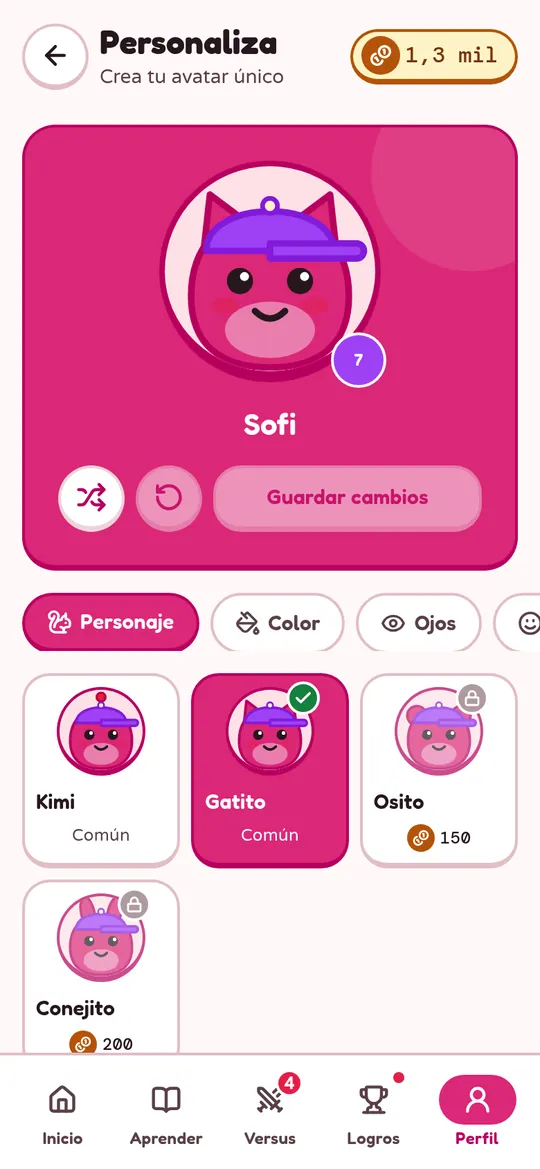 Personaliza
Crea tu avatar único
1,3 mil
7
Sofi
Guardar cambios
Personaje
Color
Ojos
Kimi
Común
Gatito
Común
Osito
150
Conejito
200
4
Inicio
Aprender
Versus
Logros
Perfil